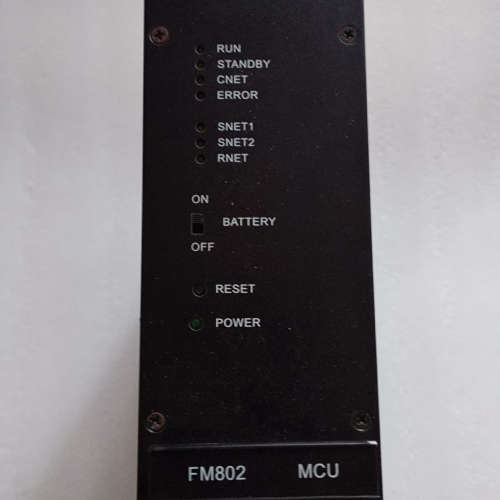 RUN
STANDBY
CNET
ERROR
SNET1
SNET2
RNET
ON
BATTERY
OFF
RESET
POWER
FM802 MCU